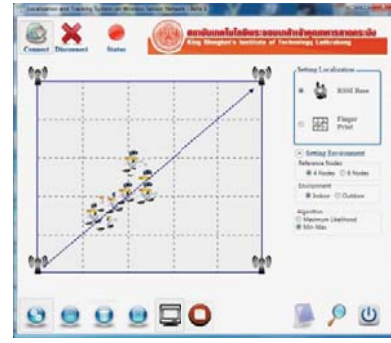 Localization and Tracking System on Wireless Sensor Network - Beta 3
Connect
Disconnect
Status
สถาบันเทคโนโลยีพระจอมเกล้าเจ้าคุณทหารลาดกระบัง
King Mongkut's Institute of Technology Ladkrabang
Setting Localization
RSSI Base
Finger
Print
Setting Environment
Reference Nodes
4 Nodes
6 Nodes
Environment
Indoor
Outdoor
Algorithm
Maximum Likelihood
Min-Max